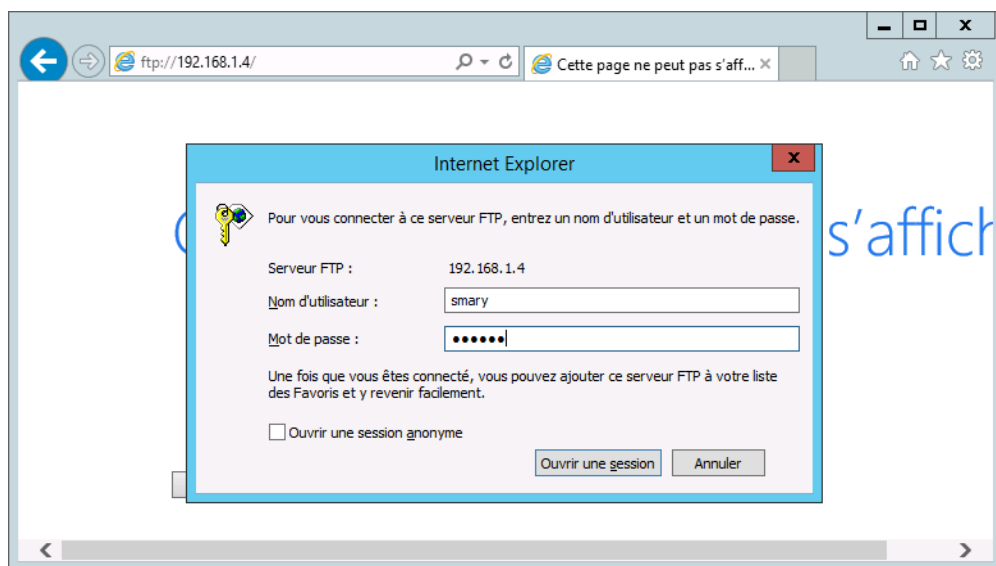 ftp://192.168.1.4/
Cette page ne peut pas s'aff...
Internet Explorer
Pour vous connecter à ce serveur FTP, entrez un nom d'utilisateur et un mot de passe.
s'affich
Serveur FTP :
192.168.1.4
Nom d'utilisateur :
smary
Mot de passe :
••••••
Une fois que vous êtes connecté, vous pouvez ajouter ce serveur FTP à votre liste
des Favoris et y revenir facilement.
Ouvrir une session anonyme
Ouvrir une session
Annuler